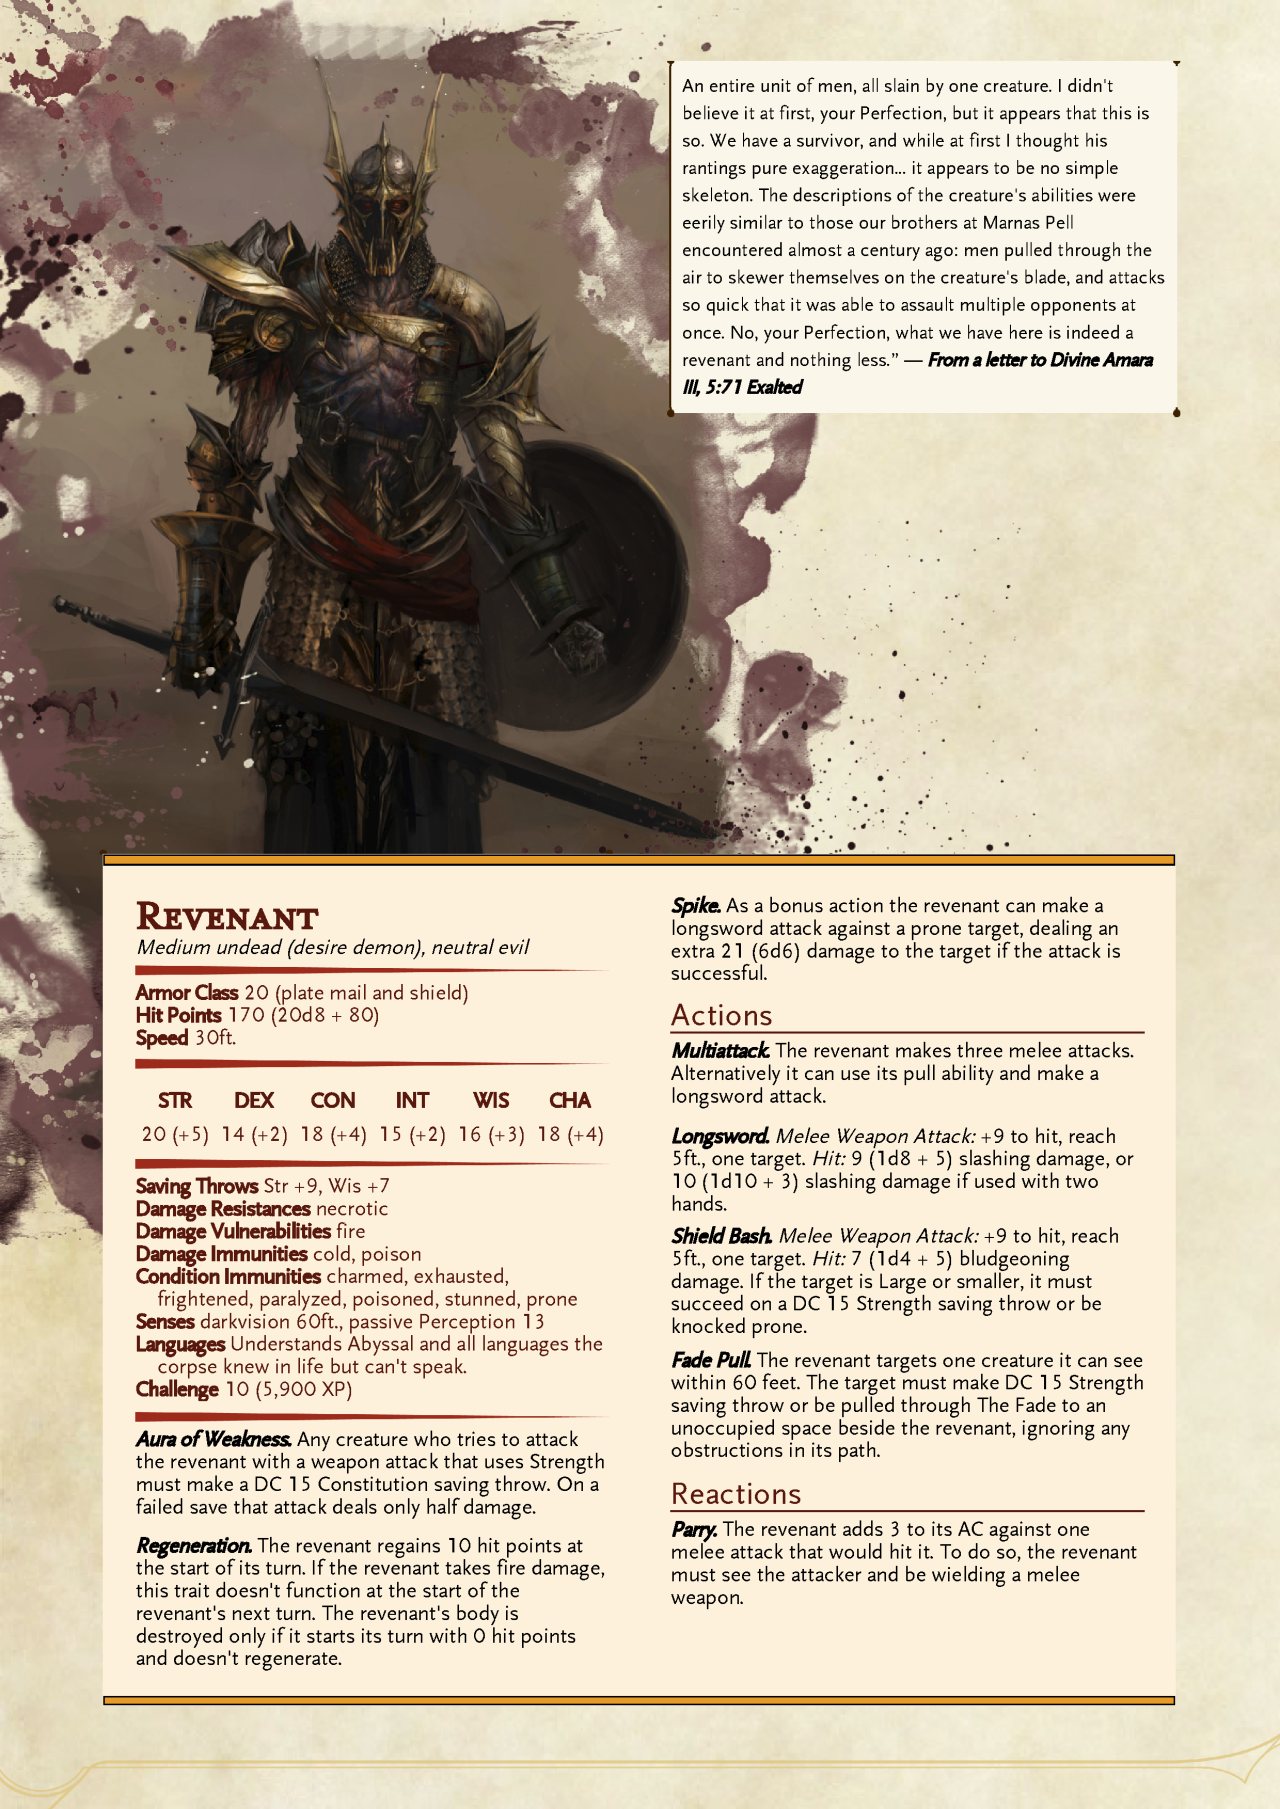 An entire unit of men, all slain by one creature. I didn't
believe it at first, your Perfection, but it appears that this is
so. We have a survivor, and while at first I thought his
rantings pure exaggeration... it appears to be no simple
skeleton. The descriptions of the creature's abilities were
eerily similar to those our brothers at Marnas Pell
encountered almost a century ago: men pulled through the
air to skewer themselves on the creature's blade, and attacks
so quick that it was able to assault multiple opponents at
once. No, your Perfection, what we have here is indeed a
revenant and nothing less.” — From a letter to Divine Amara
III, 5:71 Exalted
Revenant
Medium undead (desire demon), neutral evil
Armor Class 20 (plate mail and shield)
Hit Points 170 (20d8 + 80)
Speed 30ft.
STR DEX CON INT WIS CHA
20 (+5) 14 (+2) 18 (+4) 15 (+2) 16 (+3) 18 (+4)
Saving Throws Str +9, Wis +7
Damage Resistances necrotic
Damage Vulnerabilities fire
Damage Immunities cold, poison
Condition Immunities charmed, exhausted,
frightened, paralyzed, poisoned, stunned, prone
Senses darkvision 60ft., passive Perception 13
Languages Understands Abyssal and all languages the
corpse knew in life but can't speak.
Challenge 10 (5,900 XP)
Aura of Weakness. Any creature who tries to attack
the revenant with a weapon attack that uses Strength
must make a DC 15 Constitution saving throw. On a
failed save that attack deals only half damage.
Regeneration. The revenant regains 10 hit points at
the start of its turn. If the revenant takes fire damage,
this trait doesn't function at the start of the
revenant's next turn. The revenant's body is
destroyed only if it starts its turn with 0 hit points
and doesn't regenerate.
Spike. As a bonus action the revenant can make a
longsword attack against a prone target, dealing an
extra 21 (6d6) damage to the target if the attack is
successful.
Actions
Multiattack. The revenant makes three melee attacks.
Alternatively it can use its pull ability and make a
longsword attack.
Longsword. Melee Weapon Attack: +9 to hit, reach
5ft., one target. Hit: 9 (1d8 + 5) slashing damage, or
10 (1d10 + 3) slashing damage if used with two
hands.
Shield Bash. Melee Weapon Attack: +9 to hit, reach
5ft., one target. Hit: 7 (1d4 + 5) bludgeoning
damage. If the target is Large or smaller, it must
succeed on a DC 15 Strength saving throw or be
knocked prone.
Fade Pull. The revenant targets one creature it can see
within 60 feet. The target must make DC 15 Strength
saving throw or be pulled through The Fade to an
unoccupied space beside the revenant, ignoring any
obstructions in its path.
Reactions
Parry. The revenant adds 3 to its AC against one
melee attack that would hit it. To do so, the revenant
must see the attacker and be wielding a melee
weapon.